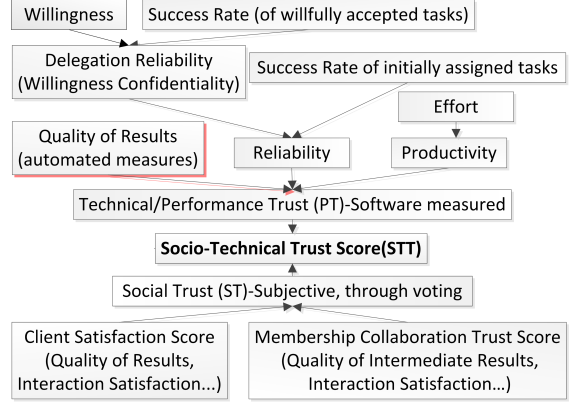 Willingness
Success Rate (of willfully accepted tasks)
Delegation Reliability
(Willingness Confidentiality)
Success Rate of initially assigned tasks
Effort
Quality of Results
(automated measures)
Reliability
Productivity
Technical/Performance Trust (PT)-Software measured
Socio-Technical Trust Score(STT)
Social Trust (ST)-Subjective, through voting
Client Satisfaction Score
(Quality of Results,
Interaction Satisfaction...)
Membership Collaboration Trust Score
(Quality of Intermediate Results,
Interaction Satisfaction…)